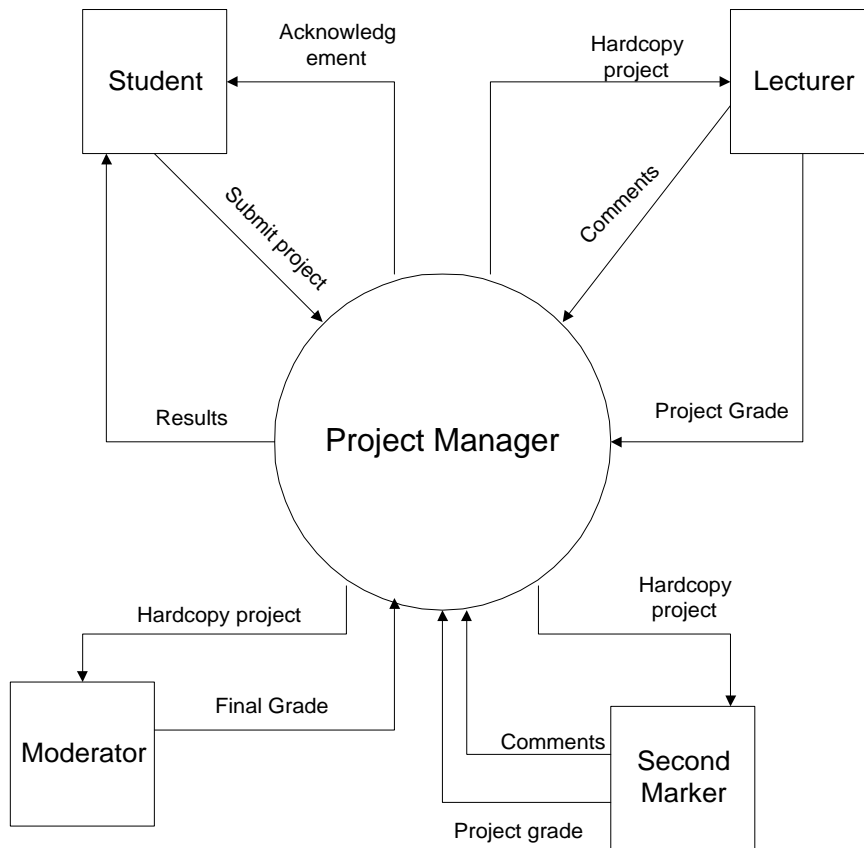 Acknowledg
ement
Hardcopy
project
Student
Lecturer
Submit project
Comments
Results
Project Grade
Project Manager
Hardcopy project
Hardcopy
project
Final Grade
Moderator
Comments
Second
Marker
Project grade